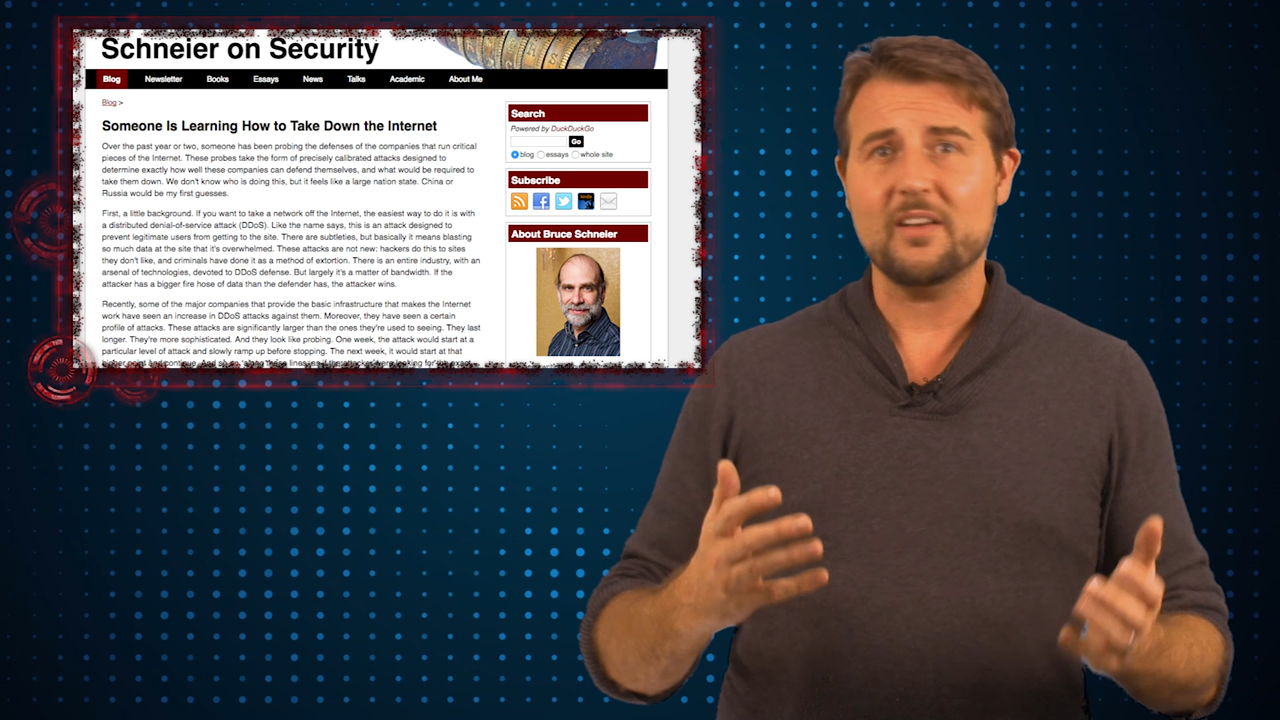 Schneier on Security
Blog Newsletter Books Essays News Talks Academic About Me
Blog >
Someone Is Learning How to Take Down the Internet
Over the past year or two, someone has been probing the defenses of the companies that run critical
pieces of the Internet. These probes take the form of precisely calibrated attacks designed to
determine exactly how well these companies can defend themselves, and what would be required to
take them down. We don't know who is doing this, but it feels like a large nation state. China or
Russia would be my first guesses.
First, a little background. If you want to take a network off the Internet, the easiest way to do it is with
a distributed denial-of-service attack (DDoS). Like the name says, this is an attack designed to
prevent legitimate users from getting to the site. There are subtleties, but basically it means blasting
so much data at the site that it's overwhelmed. These attacks are not new: hackers do this to sites
they don't like, and criminals have done it as a method of extortion. There is an entire industry, with an
arsenal of technologies, devoted to DDoS defense. But largely it's a matter of bandwidth. If the
attacker has a bigger fire hose of data than the defender has, the attacker wins.
Recently, some of the major companies that provide the basic infrastructure that makes the Internet
work have seen an increase in DDoS attacks against them. Moreover, they have seen a certain
profile of attacks. These attacks are significantly larger than the ones they're used to seeing. They last
longer. They're more sophisticated. And they look like probing. One week, the attack would start at a
particular level of attack and slowly ramp up before stopping. The next week, it would start at that
Search
Powered by DuckDuckGo
Go
blog essays whole site
Subscribe
About Bruce Schneier